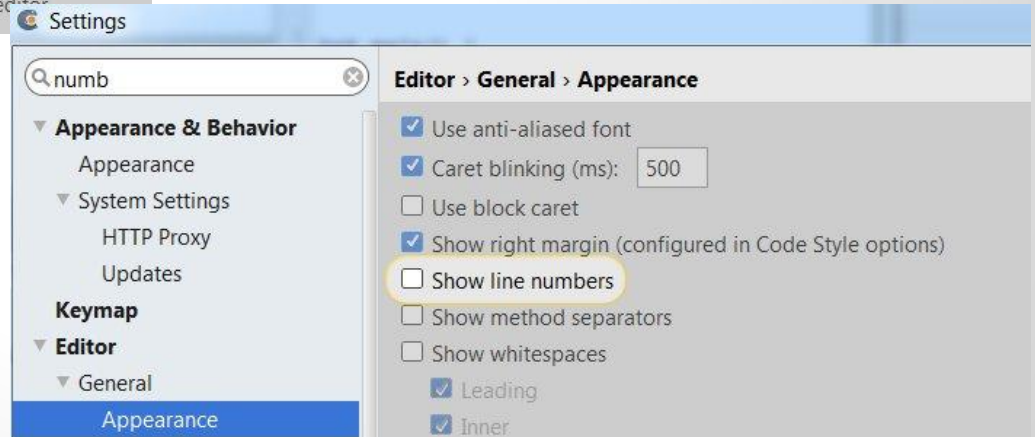 editor
Settings
numb
Appearance & Behavior
Appearance
System Settings
HTTP Proxy
Updates
Keymap
Editor
General
Appearance
Editor › General › Appearance
Use anti-aliased font
Caret blinking (ms): 500
Use block caret
Show right margin (configured in Code Style options)
Show line numbers
Show method separators
Show whitespaces
Leading
Inner